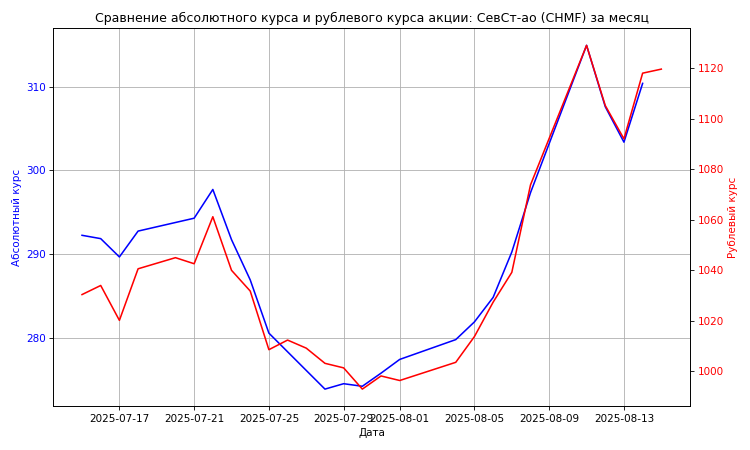 Сравнение абсолютного курса и рублевого курса акции: СевСт-ао (CHMF) за месяц
Абсолютный курс
310
300
290
280
1120
1100
1080
1060
1040
1020
1000
Рублевый курс
2025-07-17 2025-07-21 2025-07-25 2025-07-29 2025-08-01 2025-08-05 2025-08-09 2025-08-13
Дата